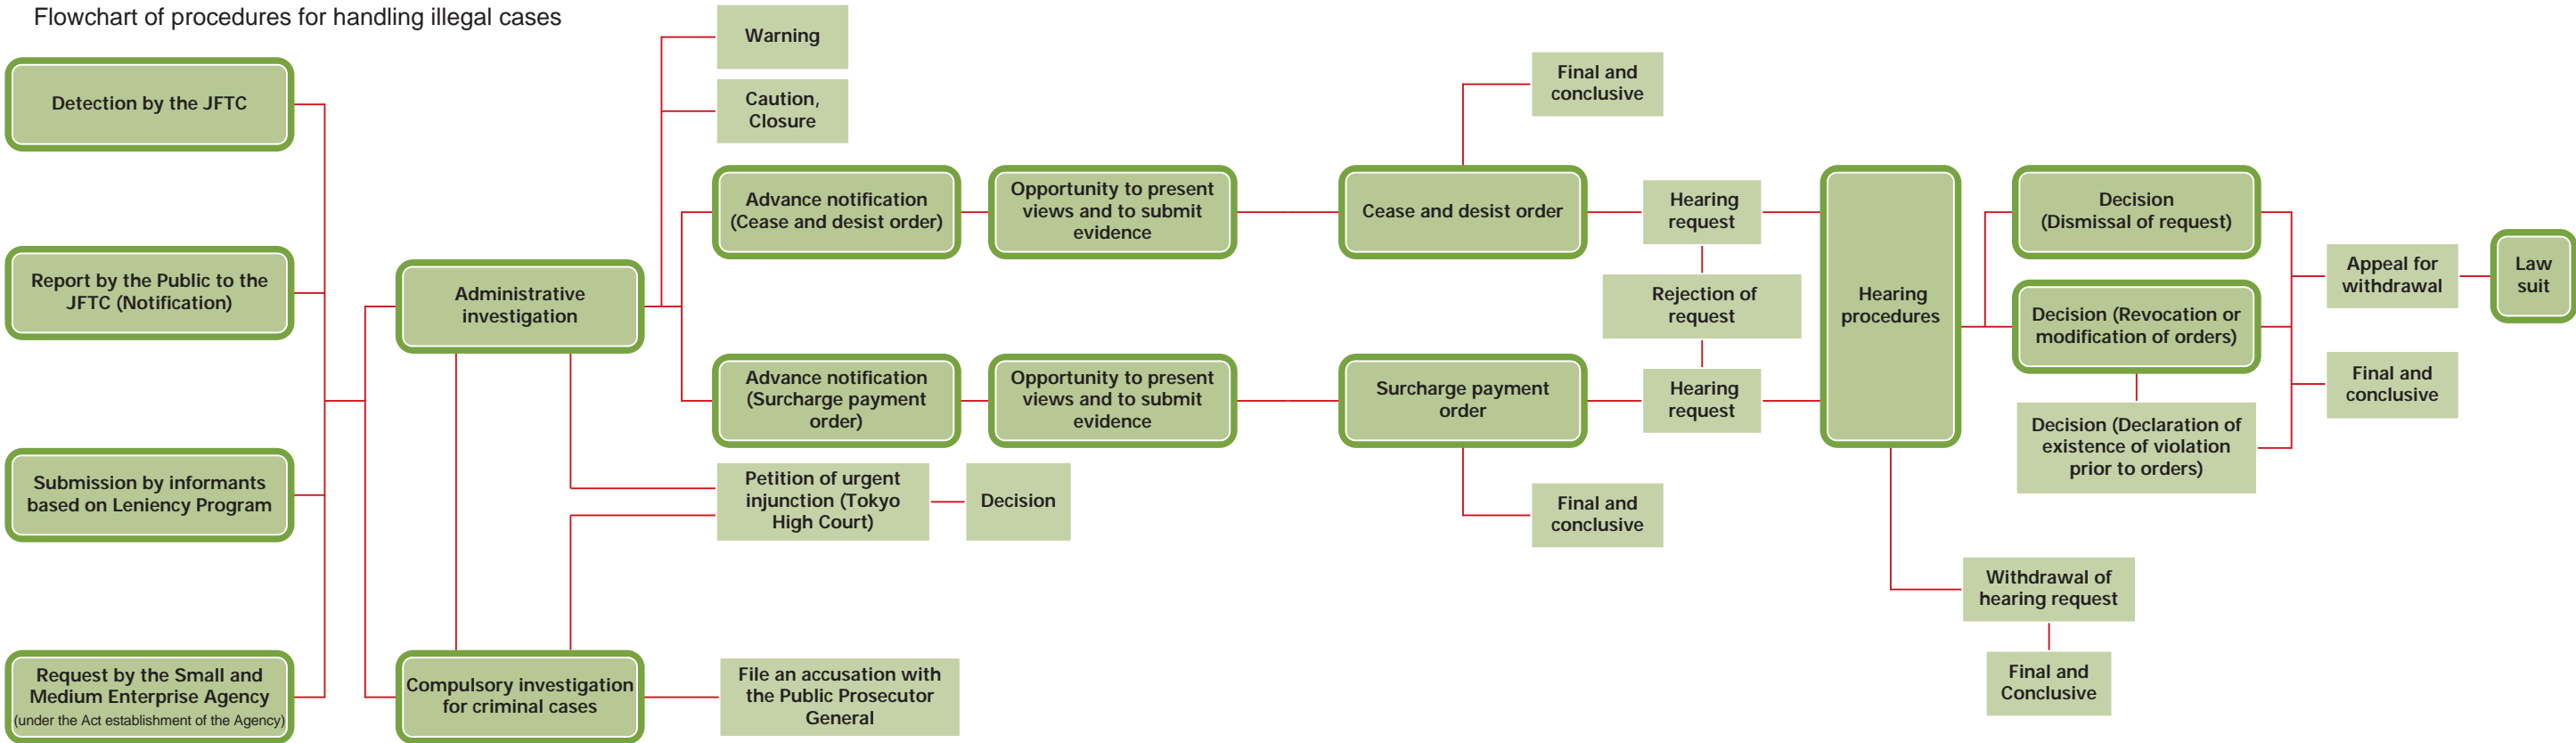 Flowchart of procedures for handling illegal cases
Detection by the JFTC
Report by the Public to the
JFTC (Notification)
Submission by informants
based on Leniency Program
Request by the Small and
Medium Enterprise Agency
(under the Act establishment of the Agency)
Administrative
investigation
Compulsory investigation
for criminal cases
Warning
Caution,
Closure
Advance notification
(Cease and desist order)
Opportunity to present
views and to submit
evidence
Advance notification
(Surcharge payment
order)
Opportunity to present
views and to submit
evidence
Petition of urgent
injunction (Tokyo
High Court)
Decision
File an accusation with
the Public Prosecutor
General
Final and
conclusive
Cease and desist order
Hearing
request
Rejection of
request
Surcharge payment
order
Hearing
request
Final and
conclusive
Hearing
procedures
Decision
(Dismissal of request)
Decision (Revocation or
modification of orders)
Decision (Declaration of
existence of violation
prior to orders)
Appeal for
withdrawal
Law
suit
Final and
conclusive
Withdrawal of
hearing request
Final and
Conclusive